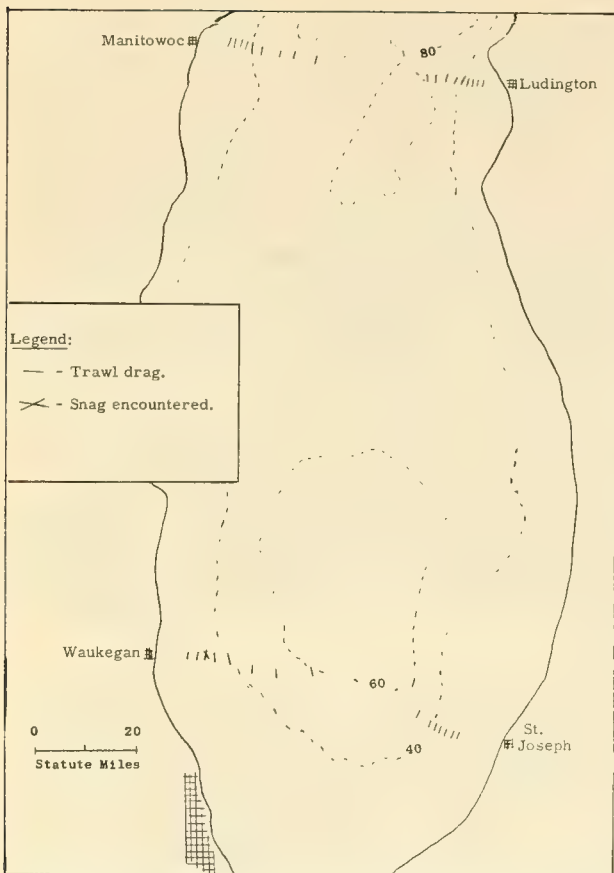 Manitowoc
80
Ludington
Legend:
- Trawl drag.
- Snag encountered.
Waukegan
60
St.
Joseph
40
0 20
Statute Miles